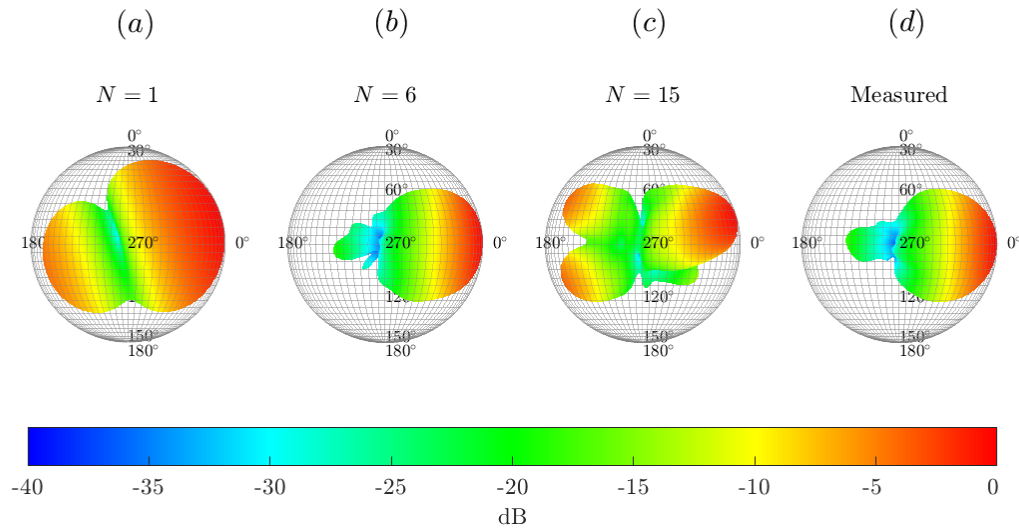 (a) (b) (c) (d)
N = 1 N = 6 N = 15 Measured
0° 0° 0° 0°
30° 30° 30° 30°
60° 60° 60°
180° 270° 0° 180° 270° 0° 180° 270° 0° 180° 270° 0°
120° 120° 120°
150° 150° 150° 150°
180° 180° 180° 180°
-40 -35 -30 -25 -20 -15 -10 -5 0
dB